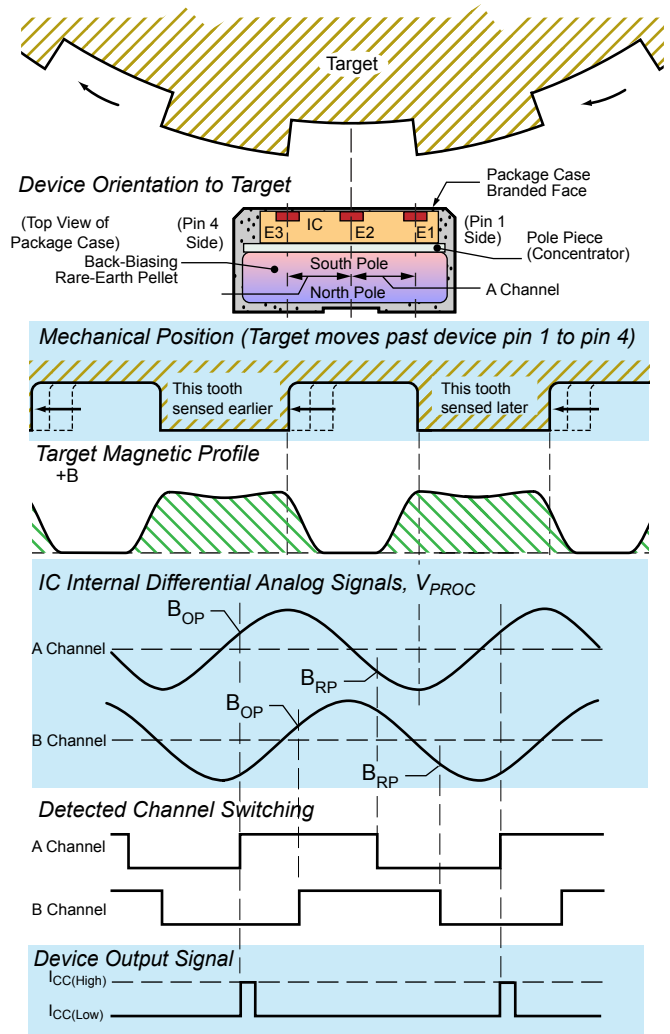 Target
Device Orientation to Target
Package Case
Branded Face
(Top View of
Package Case)
(Pin 4
Side)
E3
IC
E2
E1
(Pin 1
Side)
Pole Piece
(Concentrator)
Back-Biasing
Rare-Earth Pellet
South Pole
North Pole
A Channel
Mechanical Position (Target moves past device pin 1 to pin 4)
This tooth
sensed earlier
This tooth
sensed later
Target Magnetic Profile
+B
IC Internal Differential Analog Signals, VPROC
BOP
A Channel
BRP
BOP
B Channel
BRP
Detected Channel Switching
A Channel
B Channel
Device Output Signal
ICC(High)
ICC(Low)